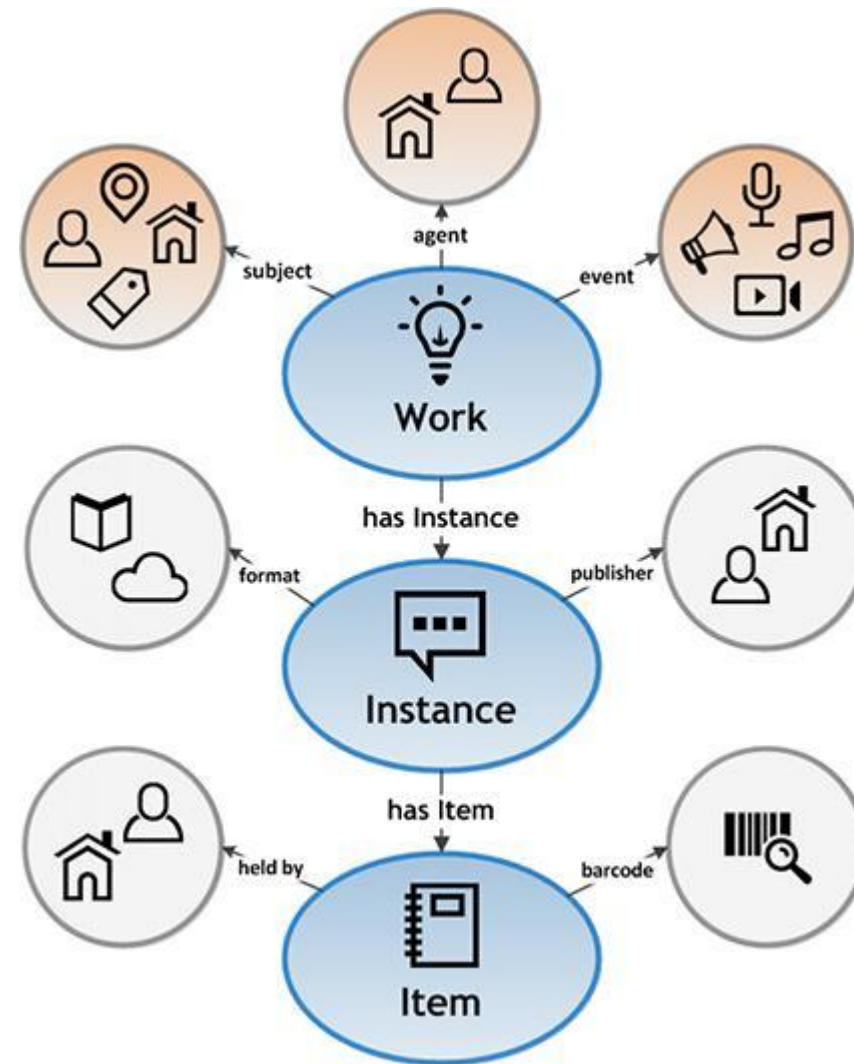 agent
subject
event
Work
has Instance
format
publisher
Instance
has Item
held by
barcode
Item